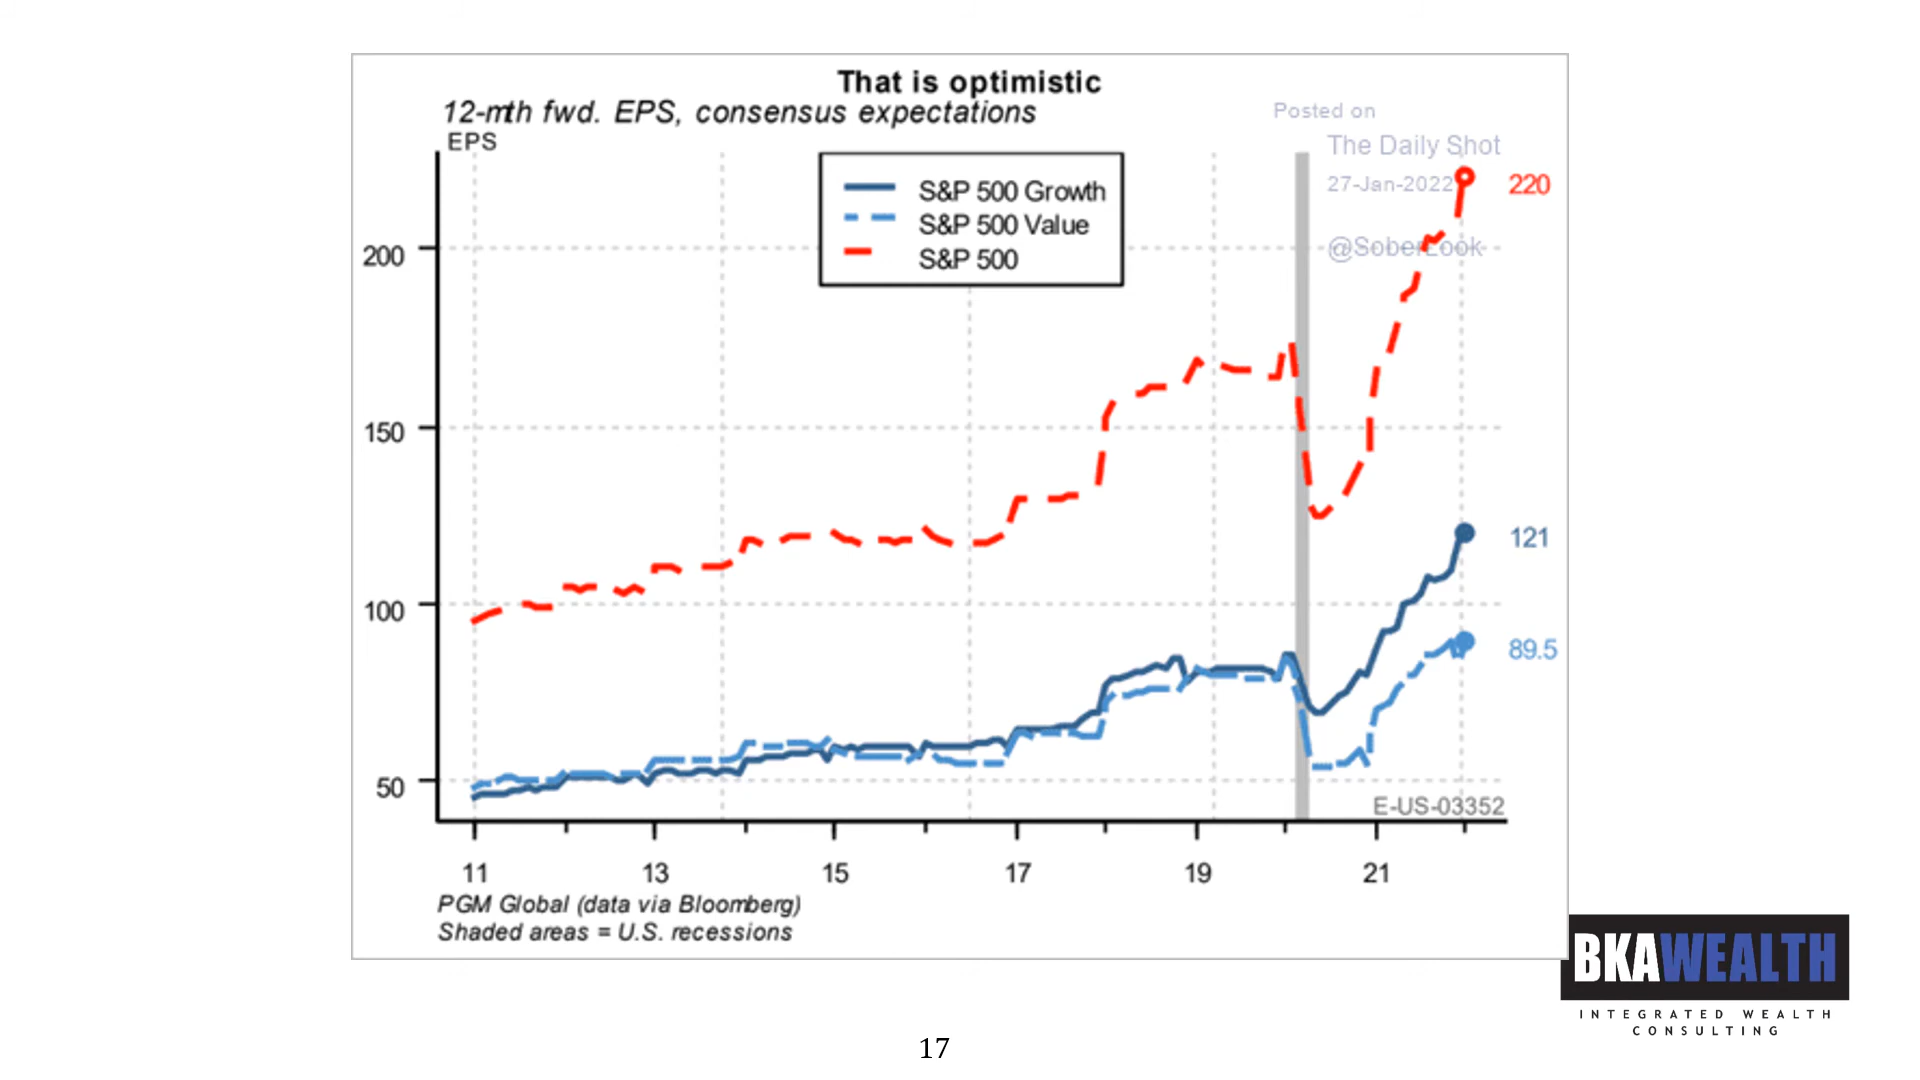 That is optimistic
12-mth fwd. EPS, consensus expectations
EPS
Posted on
The Daily Shot
27-Jan-2022
@SoberLook
S&P 500 Growth
S&P 500 Value
S&P 500
220
121
89.5
200
150
100
50
E-US-03352
11 13 15 17 19 21
PGM Global (data via Bloomberg)
Shaded areas = U.S. recessions
BKAWEALTH
INTEGRATED WEALTH
CONSULTING
17